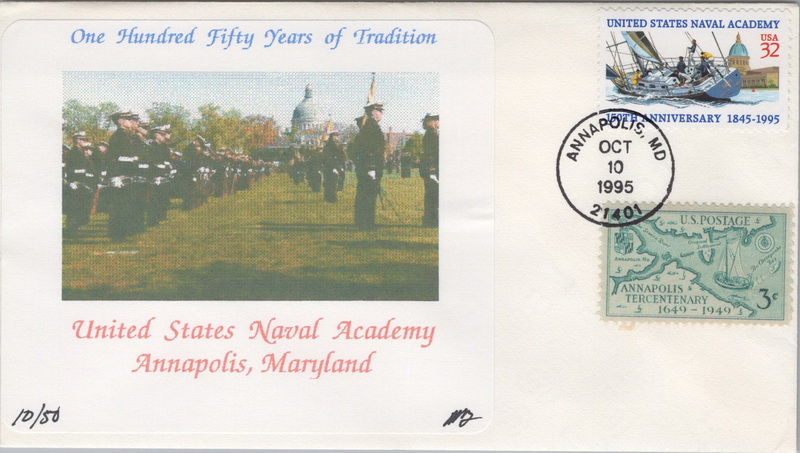 One Hundred Fifty Years of Tradition
United States Naval Academy
Annapolis, Maryland
10/50
UNITED STATES NAVAL ACADEMY
USA
32
150TH ANNIVERSARY 1845-1995
ANNAPOLIS, MD
OCT
10
1995
21401
U.S. POSTAGE
ANNAPOLIS
TERCENTENARY
1649-1949
3c